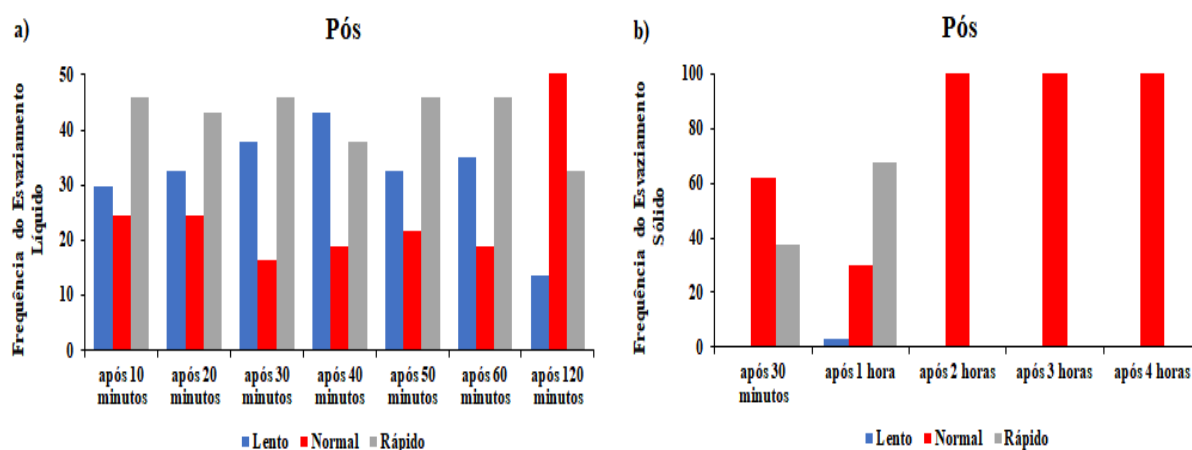 a)
Pós
Frequência do Esvaziamento
Líquido
50
40
30
20
10
0
após 10
minutos
após 20
minutos
após 30
minutos
após 40
minutos
após 50
minutos
após 60
minutos
após 120
minutos
Lento
Normal
Rápido
b)
Pós
Frequência do Esvaziamento
Sólido
100
80
60
40
20
0
após 30
minutos
após 1 hora
após 2 horas
após 3 horas
após 4 horas
Lento
Normal
Rápido